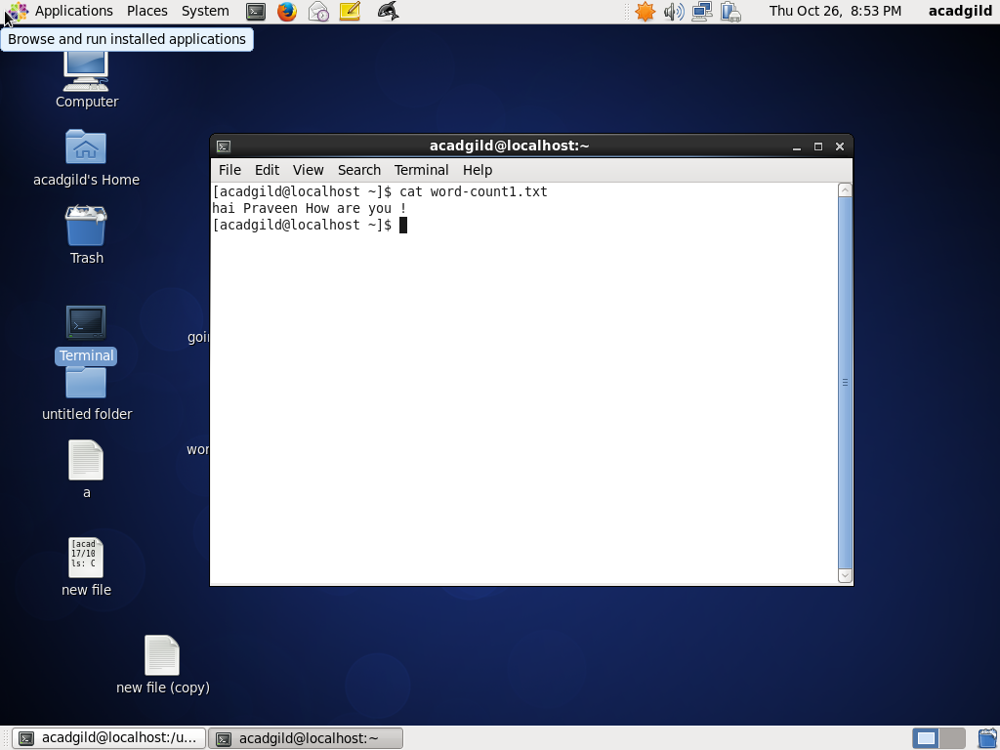 Applications Places System Thu Oct 26, 8:53 PM acadgild
Browse and run installed applications
Computer
acadgild's Home
Trash
Terminal
untitled folder
a
[acad
17/10
ls: C
new file
new file (copy)
goin
wor
acadgild@localhost:~
File Edit View Search Terminal Help
[acadgild@localhost ~]$ cat word-count1.txt
hai Praveen How are you !
[acadgild@localhost ~]$
acadgild@localhost:/u... acadgild@localhost:~